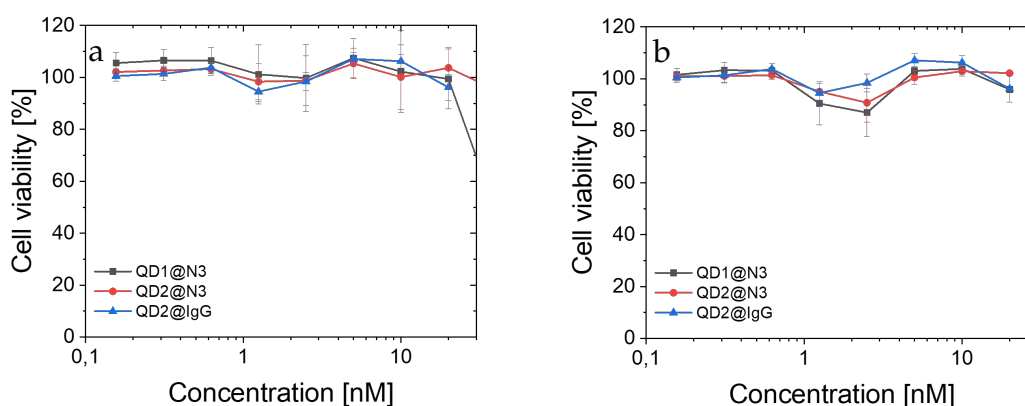 a
Cell viability [%]
120
100
80
60
40
20
0
QD1@N3
QD2@N3
QD2@IgG
0,1
1
10
Concentration [nM]
b
Cell viability [%]
120
100
80
60
40
20
0
QD1@N3
QD2@N3
QD2@IgG
0,1
1
10
Concentration [nM]